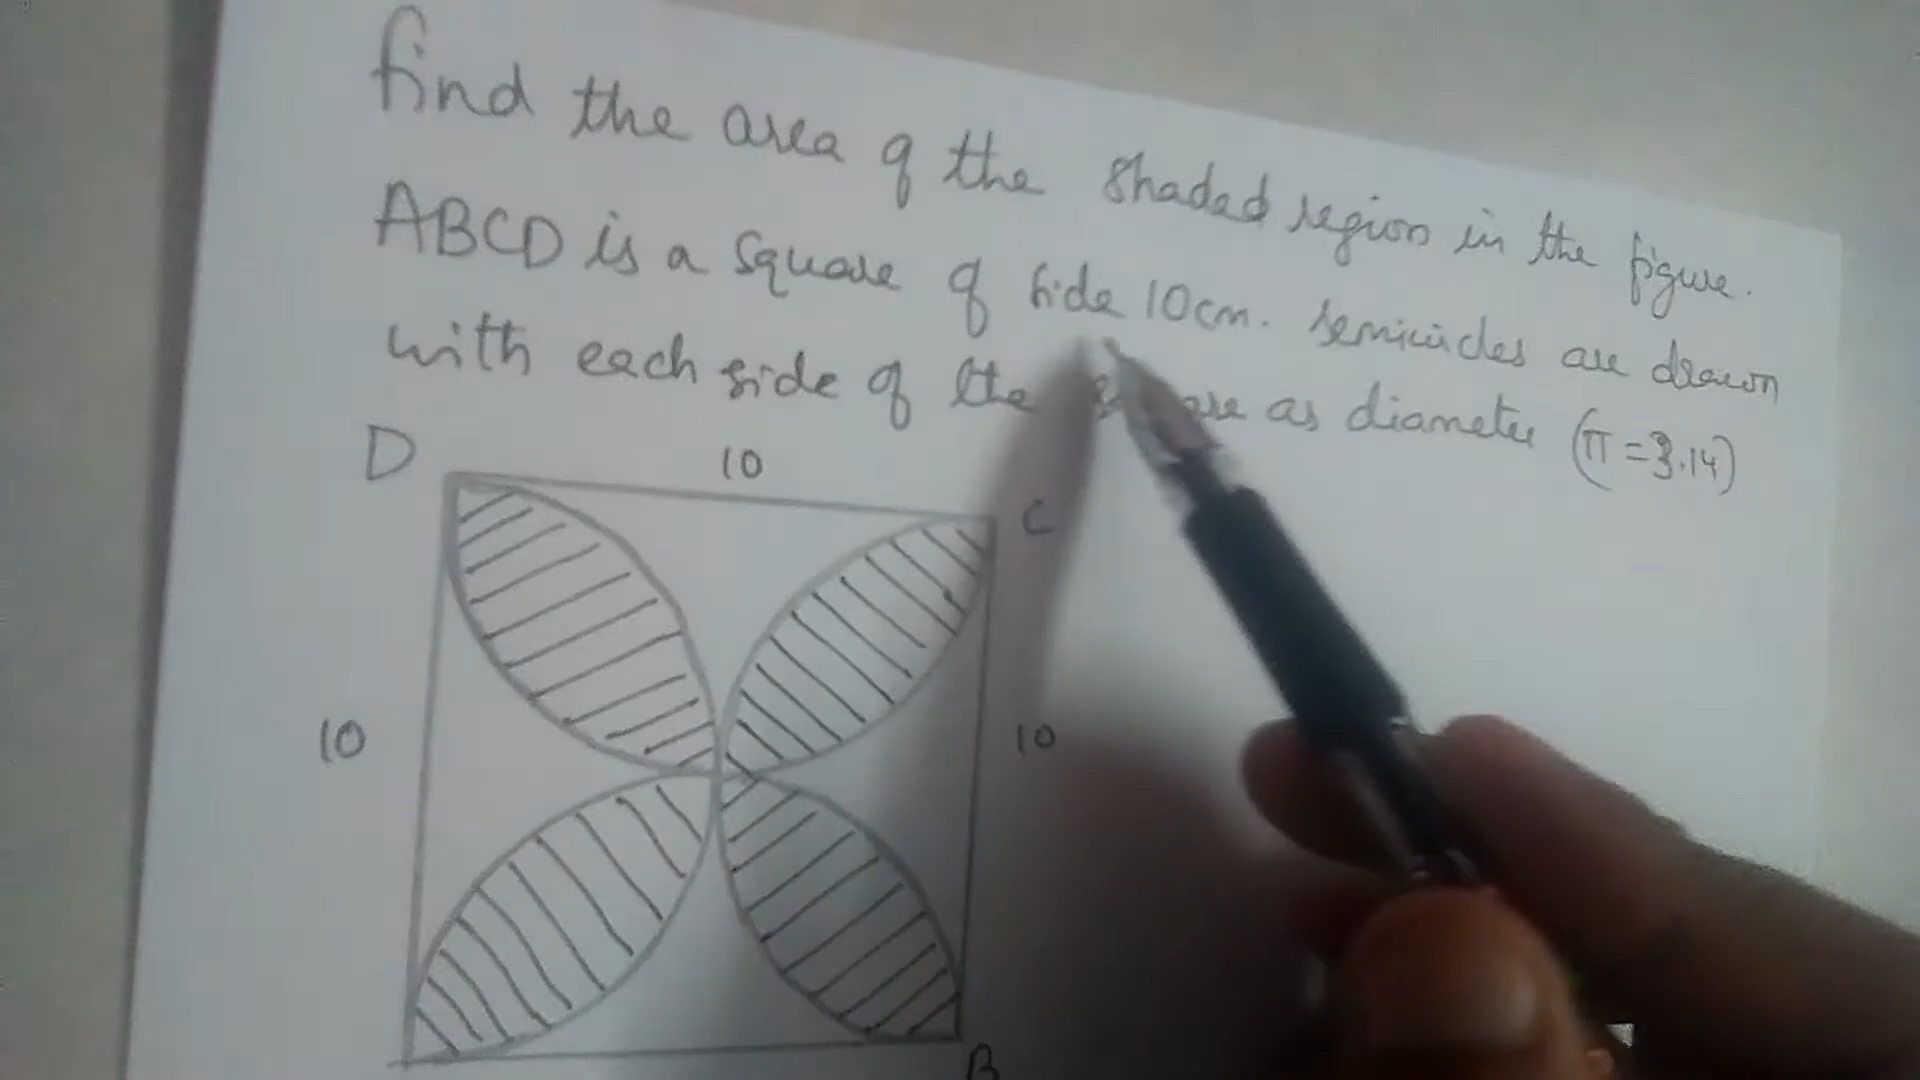 find the area of the shaded region in the figure.
ABCD is a square of side 10cm. semicircles are drawn
with each side of the as diameter (π=3.14)
D
10
C
10
10
B